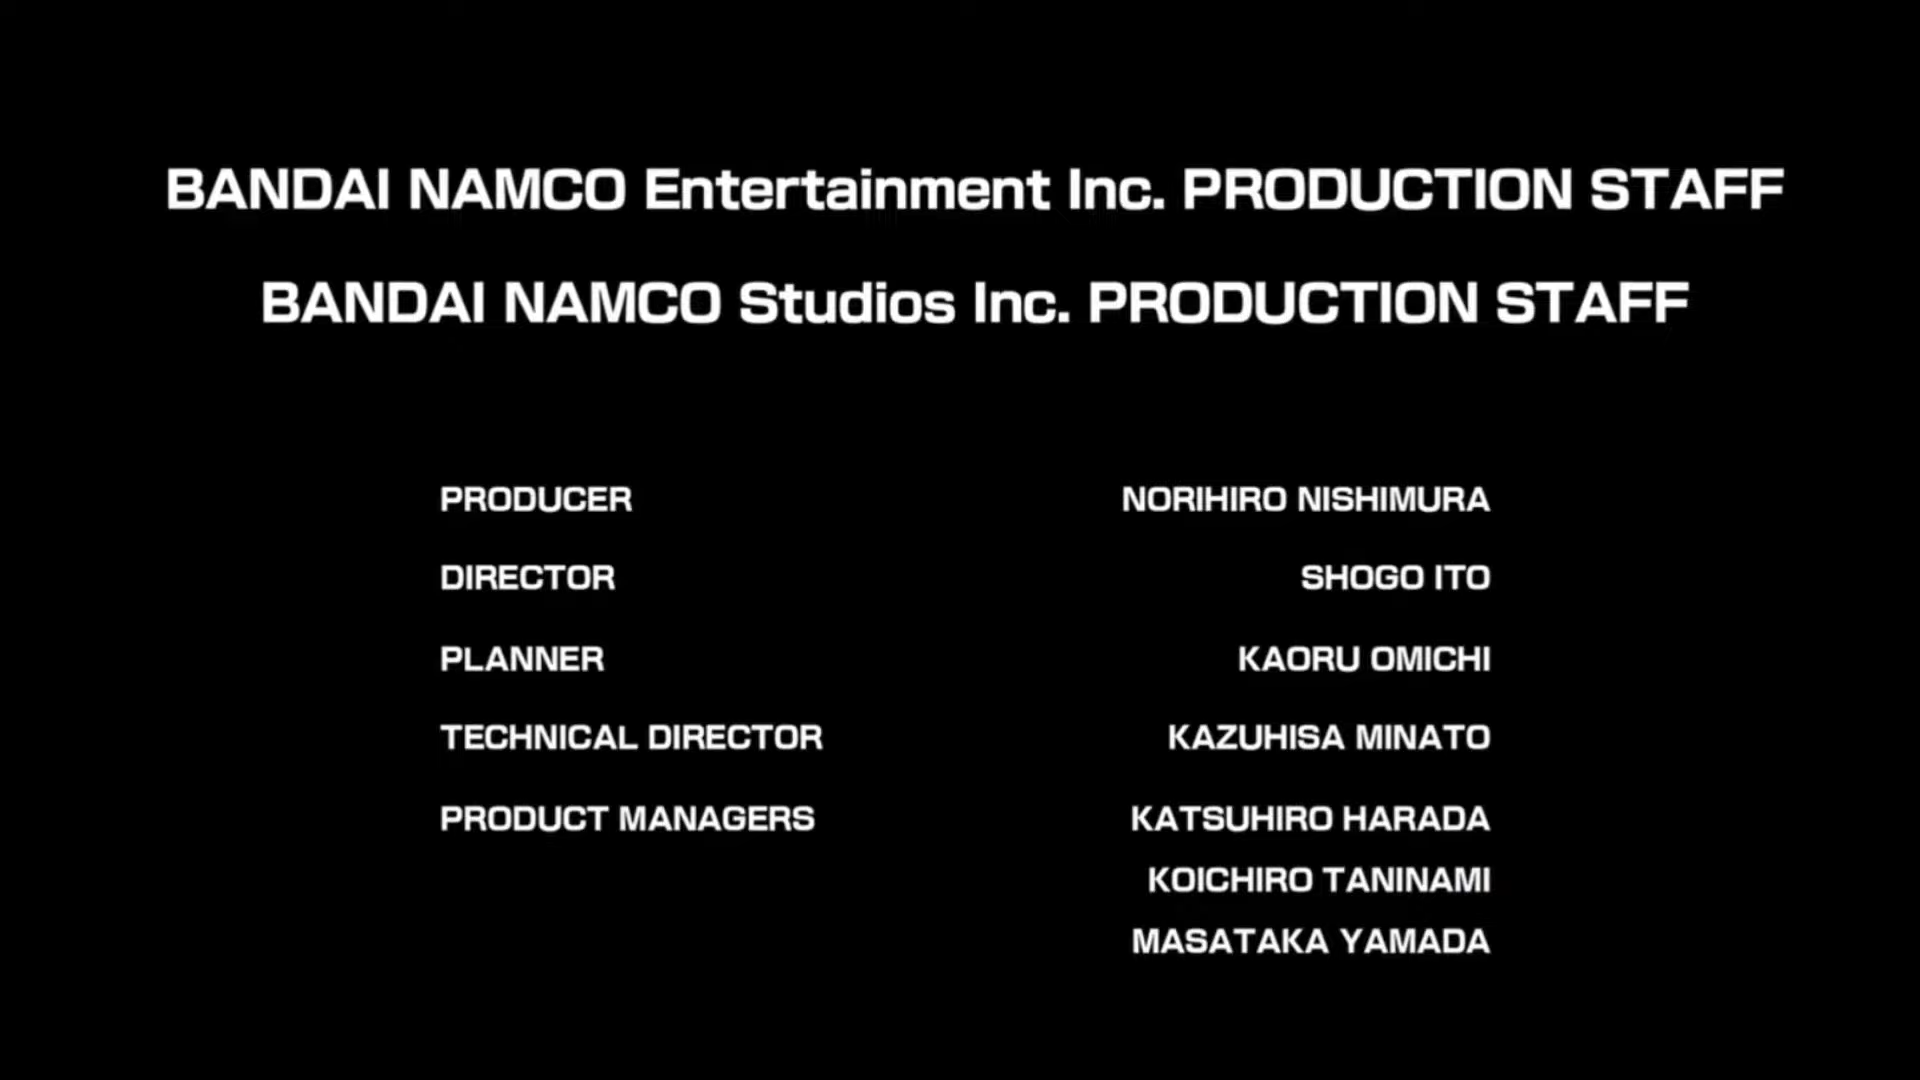 BANDAI NAMCO Entertainment Inc. PRODUCTION STAFF
BANDAI NAMCO Studios Inc. PRODUCTION STAFF
PRODUCER NORIHIRO NISHIMURA
DIRECTOR SHOGO ITO
PLANNER KAORU OMICHI
TECHNICAL DIRECTOR KAZUHISA MINATO
PRODUCT MANAGERS KATSUHIRO HARADA
KOICHIRO TANINAMI
MASATAKA YAMADA